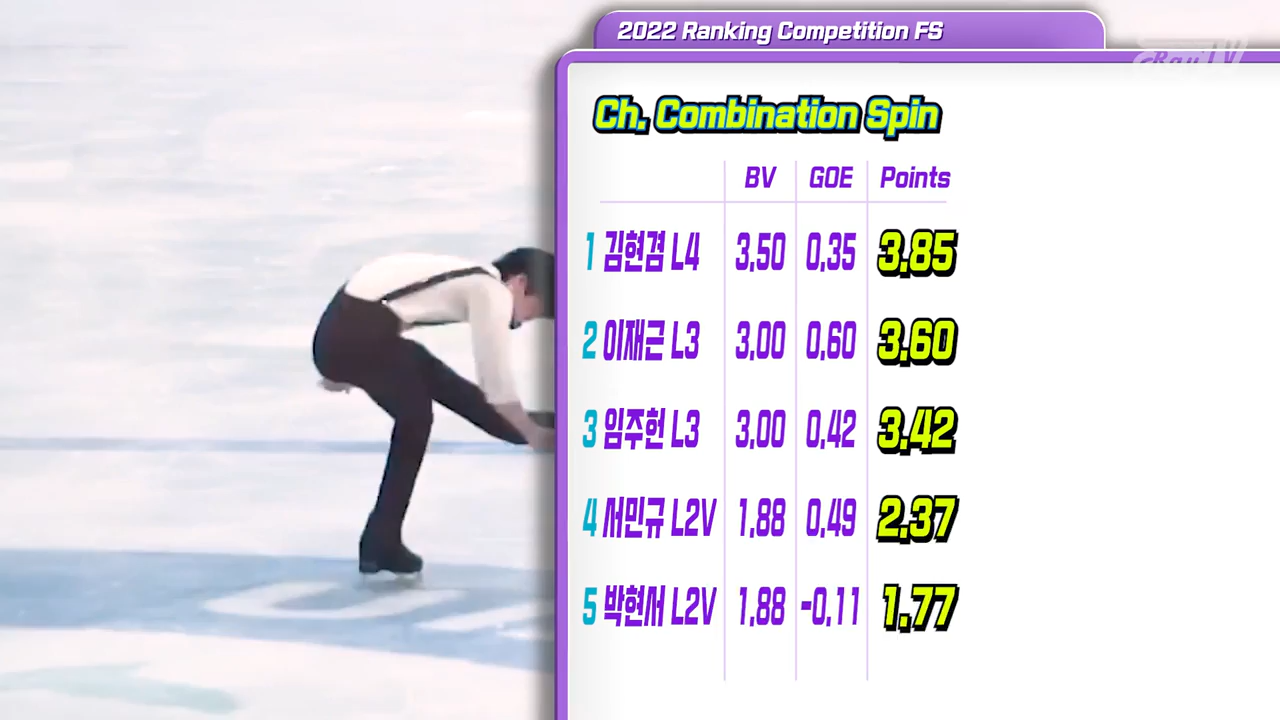 2022 Ranking Competition FS
Ch. Combination Spin
BV GOE Points
1 김현겸 L4 3.50 0.35 3.85
2 이재근 L3 3.00 0.60 3.60
3 임주헌 L3 3.00 0.42 3.42
4 서민규 L2V 1.88 0.49 2.37
5 박현서 L2V 1.88 -0.11 1.77